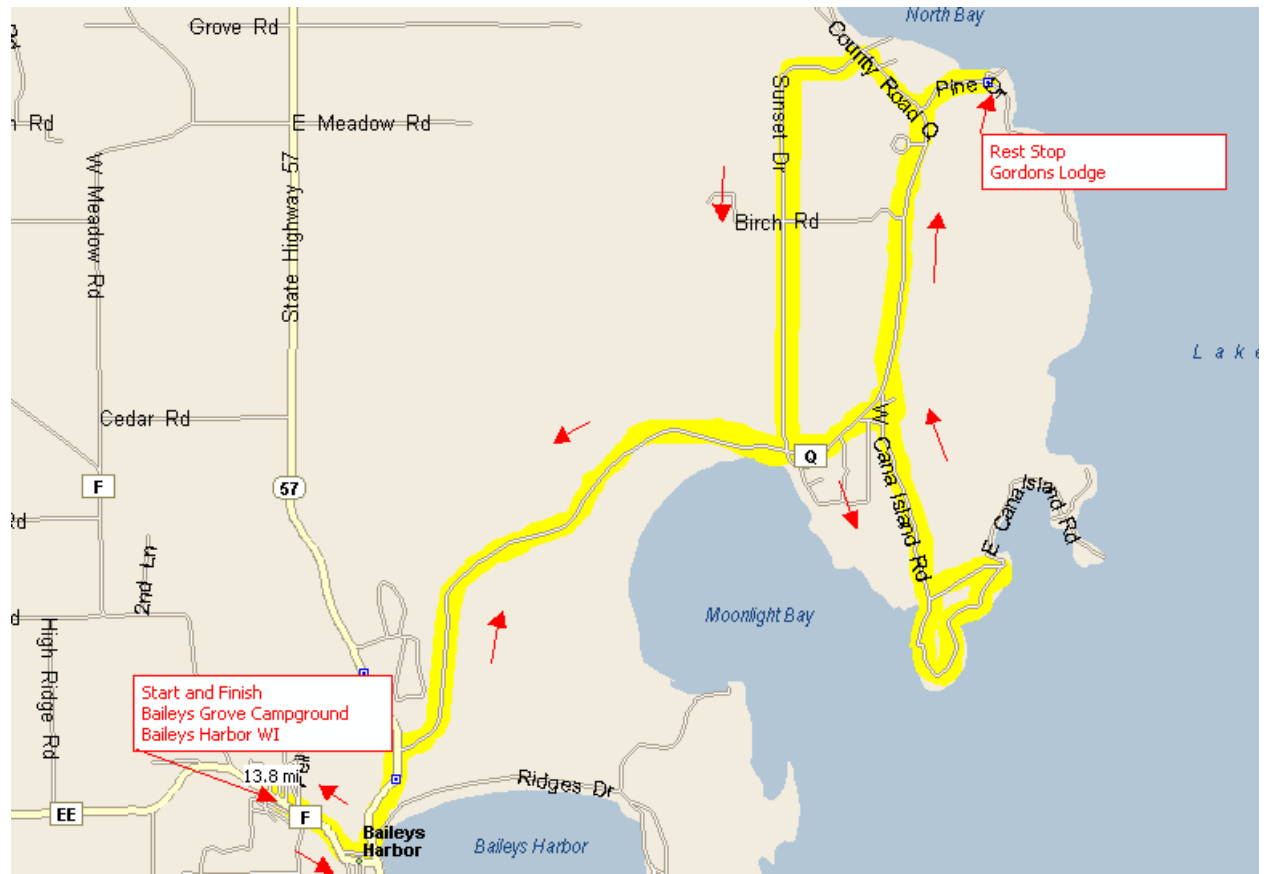 North Bay
Grove Rd
County Road Q
Pine Dr
Sunset Dr
Rd
E Meadow Rd
Rest Stop
Gordons Lodge
W Meadow Rd
State Highway 57
Birch Rd
Lake
Cedar Rd
W Cana Island Rd
Q
F
57
E Cana Island Rd
2nd Ln
Moonlight Bay
High Ridge Rd
Start and Finish
Baileys Grove Campground
Baileys Harbor WI
13.8 mi
Ridges Dr
EE
F
Baileys
Harbor
Baileys Harbor